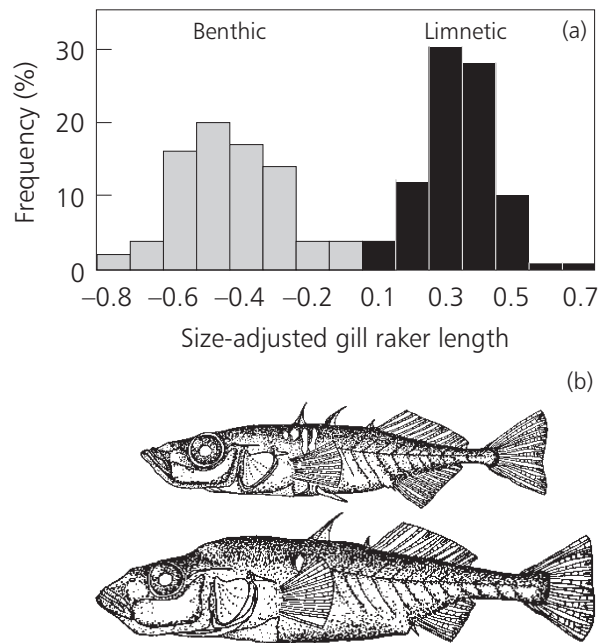 Benthic Limnetic (a)
30
20
10
0
Frequency (%)
−0.8 −0.6 −0.4 −0.2 0.1 0.3 0.5 0.7
Size-adjusted gill raker length
(b)